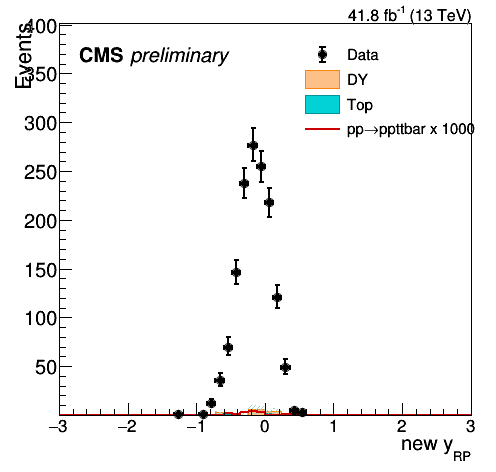 41.8 fb⁻¹ (13 TeV)
Events
CMS preliminary
Data
DY
Top
pp→ppttbar x 1000
400
350
300
250
200
150
100
50
−3 −2 −1 0 1 2 3
new y_RP